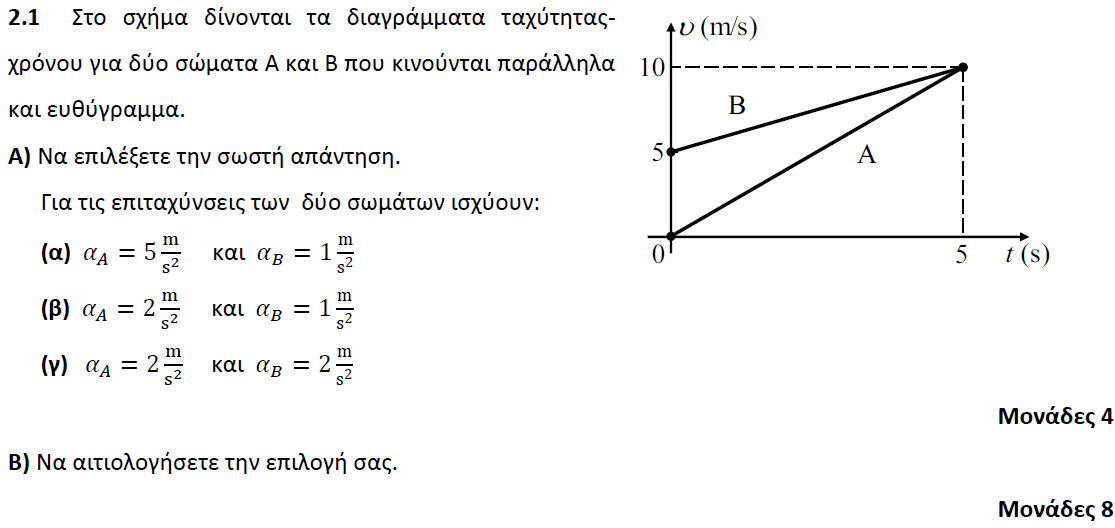 2.1 Στο σχήμα δίνονται τα διαγράμματα ταχύτητας-
χρόνου για δύο σώματα Α και Β που κινούνται παράλληλα
και ευθύγραμμα.
Α) Να επιλέξετε την σωστή απάντηση.
Για τις επιταχύνσεις των δύο σωμάτων ισχύουν:
(α) α_A = 5 m/s² και α_B = 1 m/s²
(β) α_A = 2 m/s² και α_B = 1 m/s²
(γ) α_A = 2 m/s² και α_B = 2 m/s²
υ (m/s)
10
B
5
A
0
5
t (s)
Μονάδες 4
Β) Να αιτιολογήσετε την επιλογή σας.
Μονάδες 8